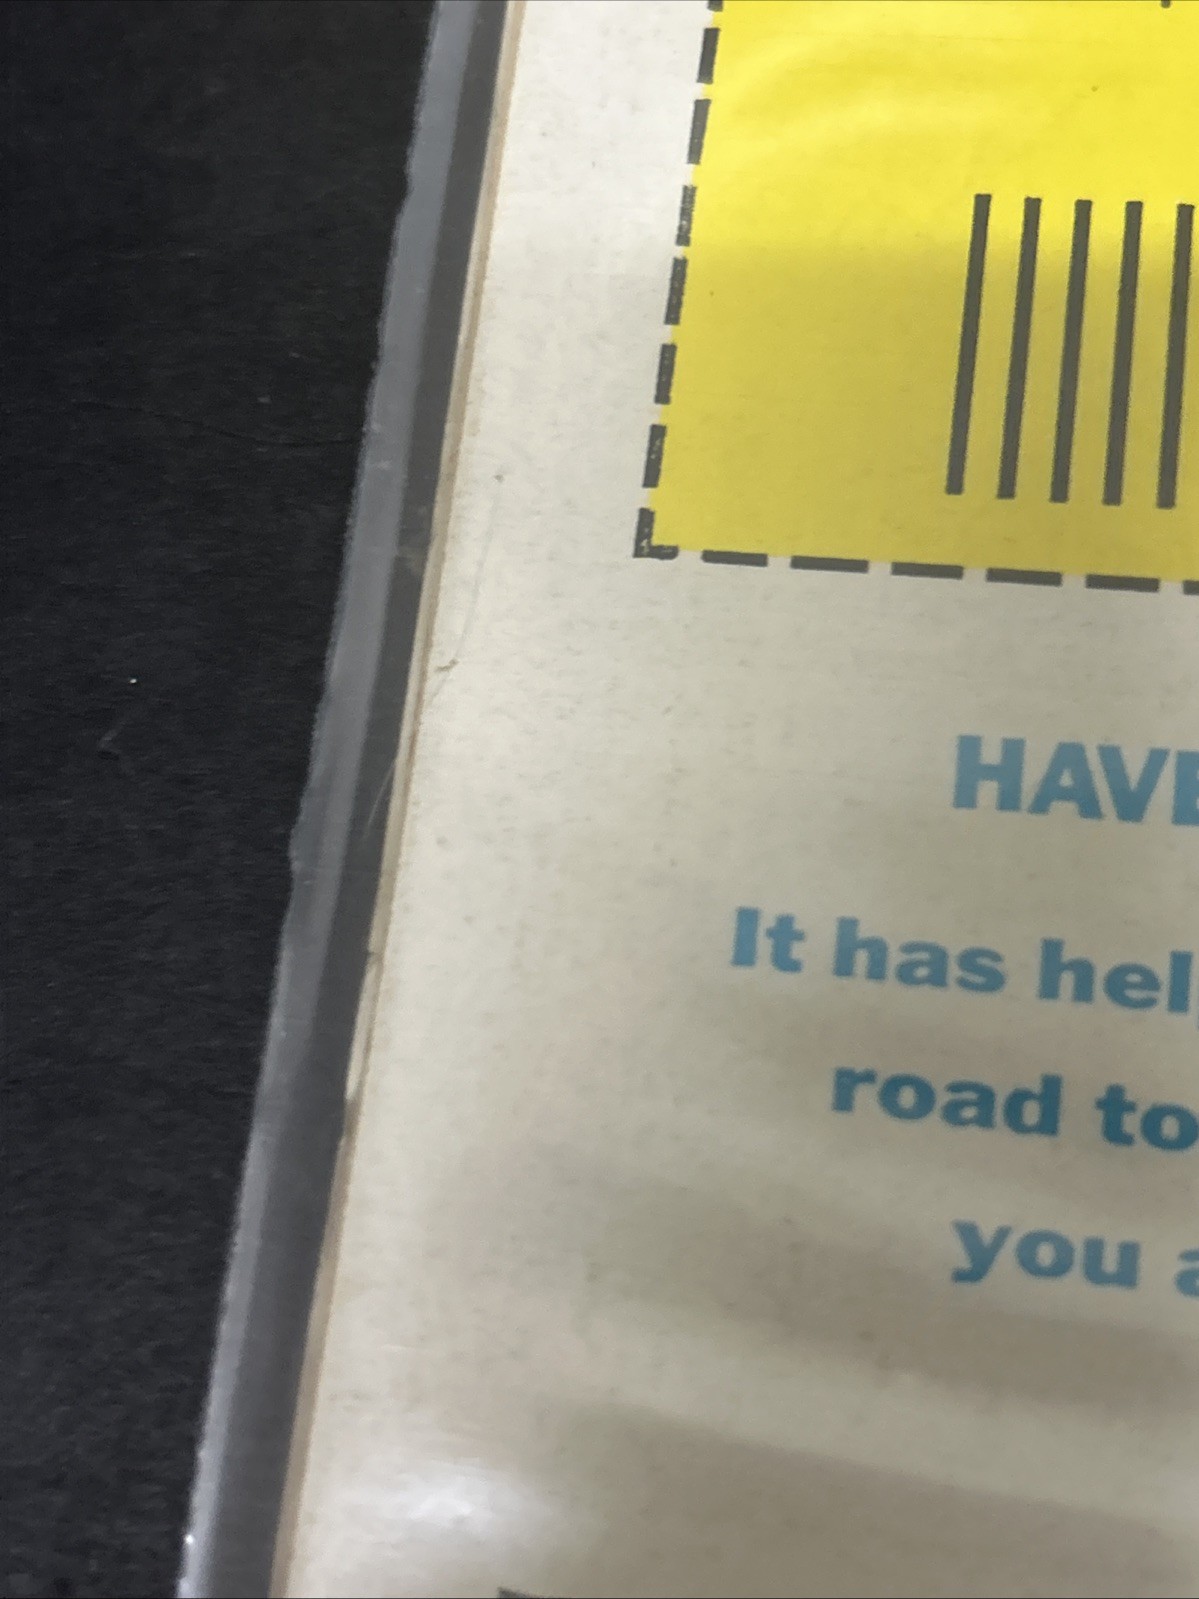 HAVE
It has hel
road to
you a